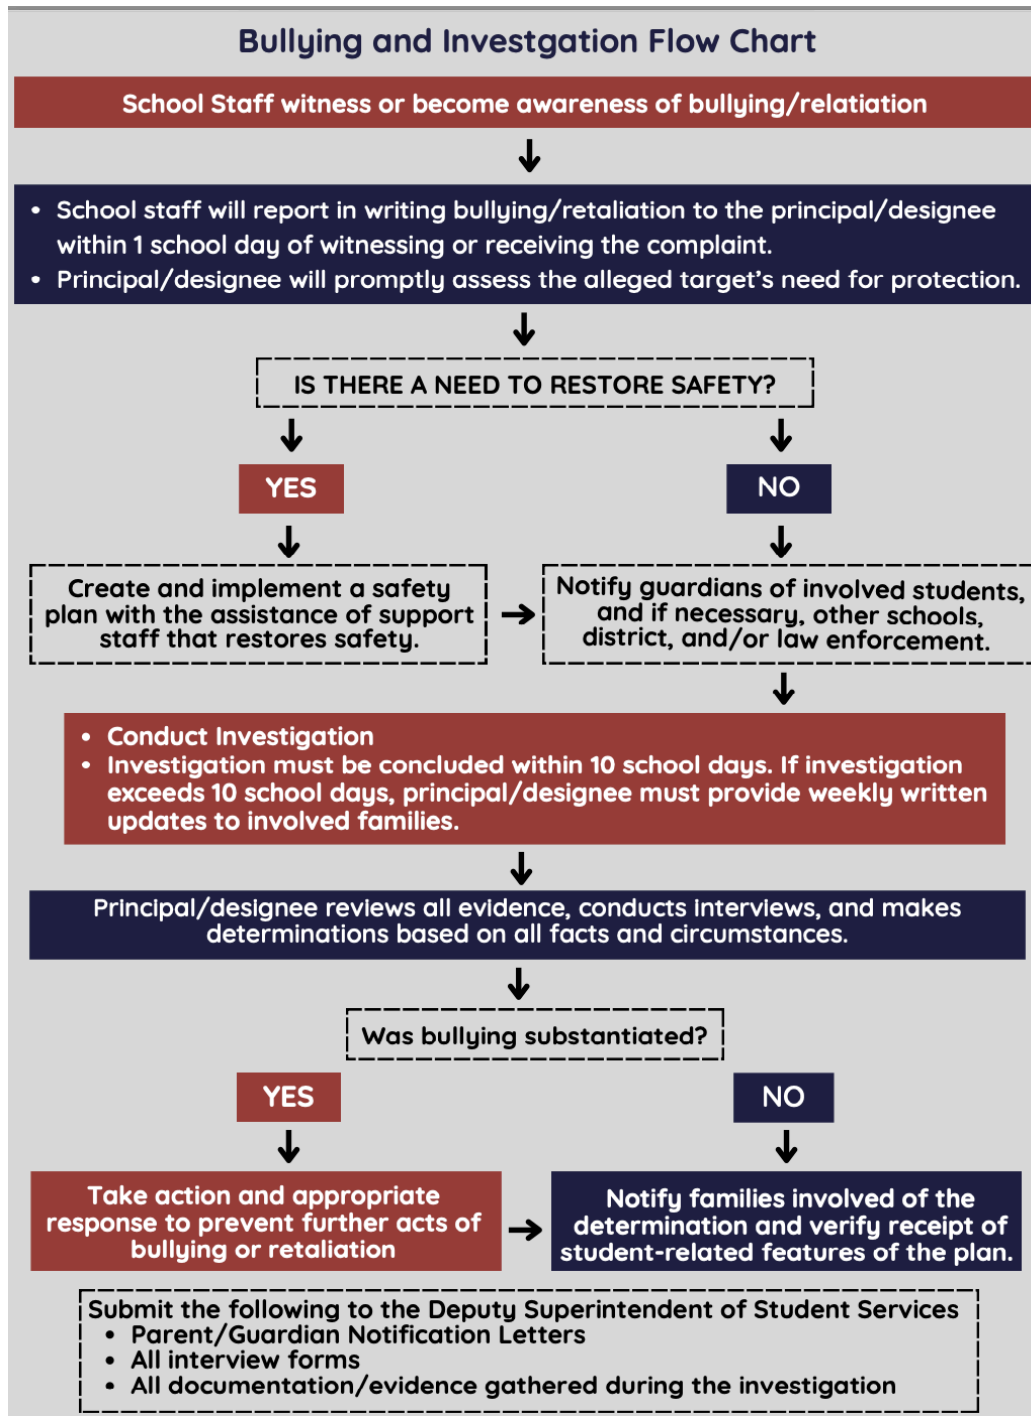 Bullying and Investgation Flow Chart
School Staff witness or become awareness of bullying/relatiation
• School staff will report in writing bullying/retaliation to the principal/designee
within 1 school day of witnessing or receiving the complaint.
• Principal/designee will promptly assess the alleged target's need for protection.
IS THERE A NEED TO RESTORE SAFETY?
YES
NO
Create and implement a safety
plan with the assistance of support
staff that restores safety.
Notify guardians of involved students,
and if necessary, other schools,
district, and/or law enforcement.
• Conduct Investigation
• Investigation must be concluded within 10 school days. If investigation
exceeds 10 school days, principal/designee must provide weekly written
updates to involved families.
Principal/designee reviews all evidence, conducts interviews, and makes
determinations based on all facts and circumstances.
Was bullying substantiated?
YES
NO
Take action and appropriate
response to prevent further acts of
bullying or retaliation
Notify families involved of the
determination and verify receipt of
student-related features of the plan.
Submit the following to the Deputy Superintendent of Student Services
• Parent/Guardian Notification Letters
• All interview forms
• All documentation/evidence gathered during the investigation